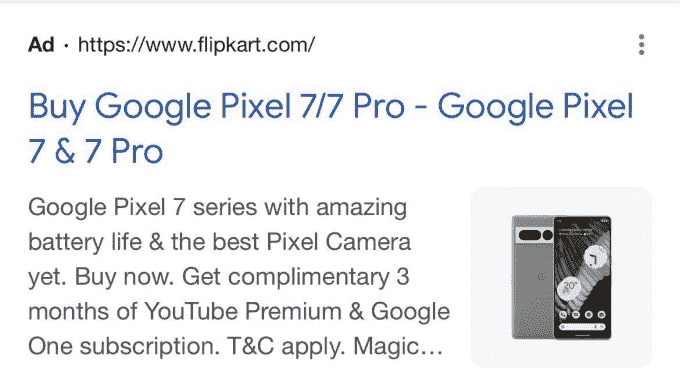 Ad · https://www.flipkart.com/
Buy Google Pixel 7/7 Pro - Google Pixel
7 & 7 Pro
Google Pixel 7 series with amazing
battery life & the best Pixel Camera
yet. Buy now. Get complimentary 3
months of YouTube Premium & Google
One subscription. T&C apply. Magic...
20°